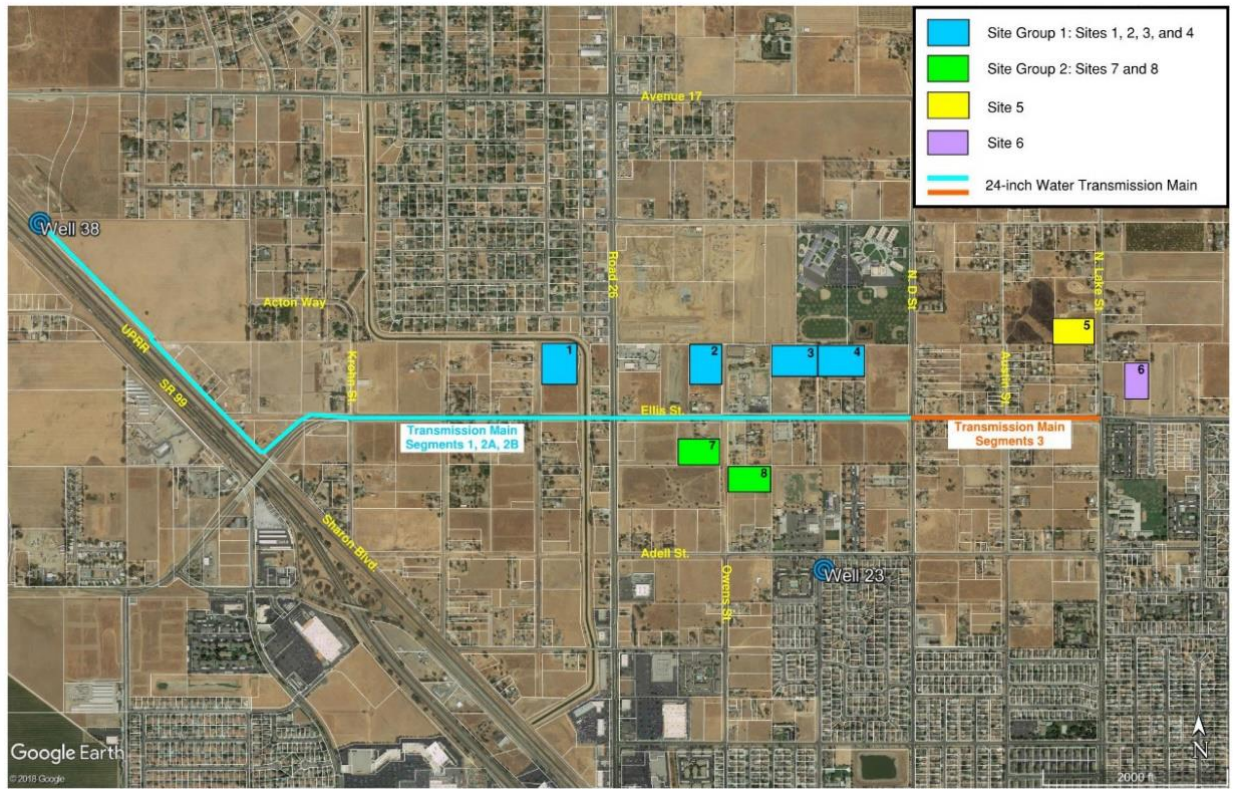 Site Group 1: Sites 1, 2, 3, and 4
Site Group 2: Sites 7 and 8
Site 5
Site 6
24-inch Water Transmission Main
Avenue 17
Well 38
Road 26
N. D St.
N. Lake St.
Acton Way
UPRR
SR 99
Krohn St.
1
2
3
4
5
6
Austin St.
Ellis St.
Transmission Main
Segments 1, 2A, 2B
Transmission Main
Segments 3
7
8
Sharon Blvd.
Adell St.
Owens St.
Well 23
Google Earth
© 2018 Google
N
2000 ft